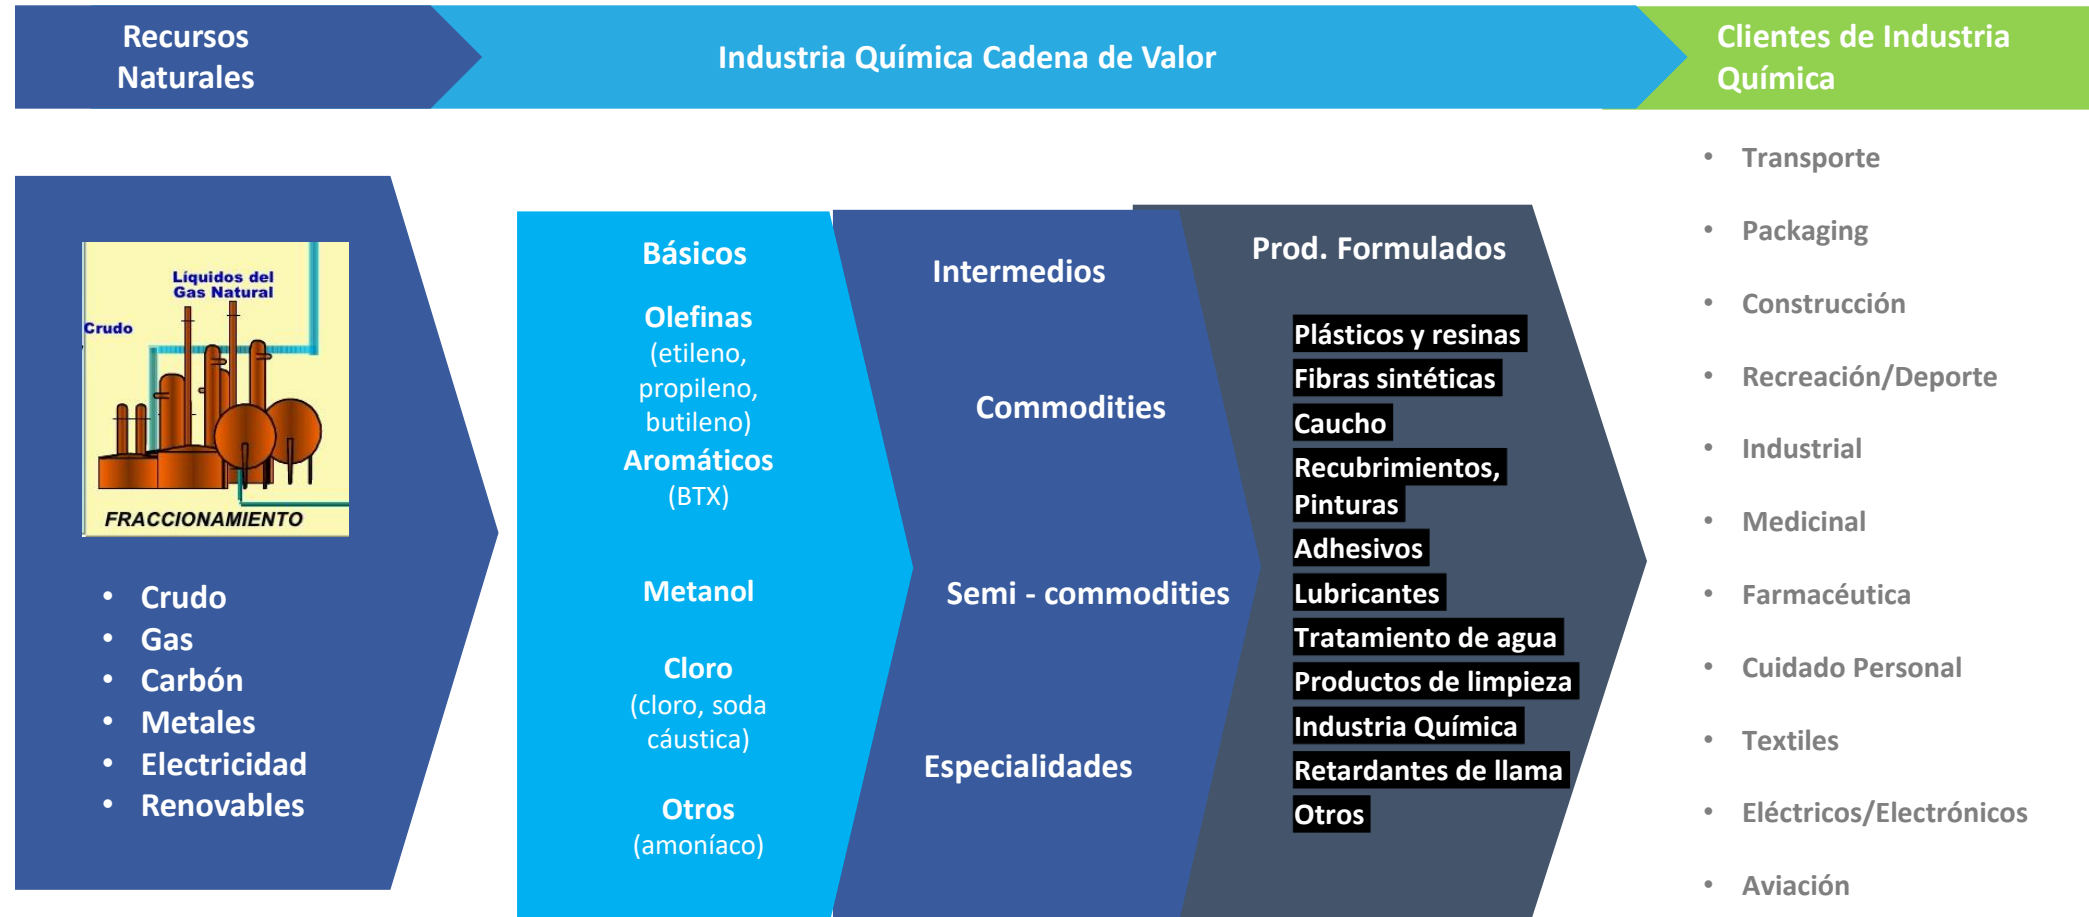 Recursos
Naturales
Industria Química Cadena de Valor
Clientes de Industria
Química
Líquidos del
Gas Natural
Crudo
FRACCIONAMIENTO
• Crudo
• Gas
• Carbón
• Metales
• Electricidad
• Renovables
Básicos
Olefinas
(etileno,
propileno,
butileno)
Aromáticos
(BTX)
Metanol
Cloro
(cloro, soda
cáustica)
Otros
(amoníaco)
Intermedios
Commodities
Semi - commodities
Especialidades
Prod. Formulados
Plásticos y resinas
Fibras sintéticas
Caucho
Recubrimientos,
Pinturas
Adhesivos
Lubricantes
Tratamiento de agua
Productos de limpieza
Industria Química
Retardantes de llama
Otros
• Transporte
• Packaging
• Construcción
• Recreación/Deporte
• Industrial
• Medicinal
• Farmacéutica
• Cuidado Personal
• Textiles
• Eléctricos/Electrónicos
• Aviación